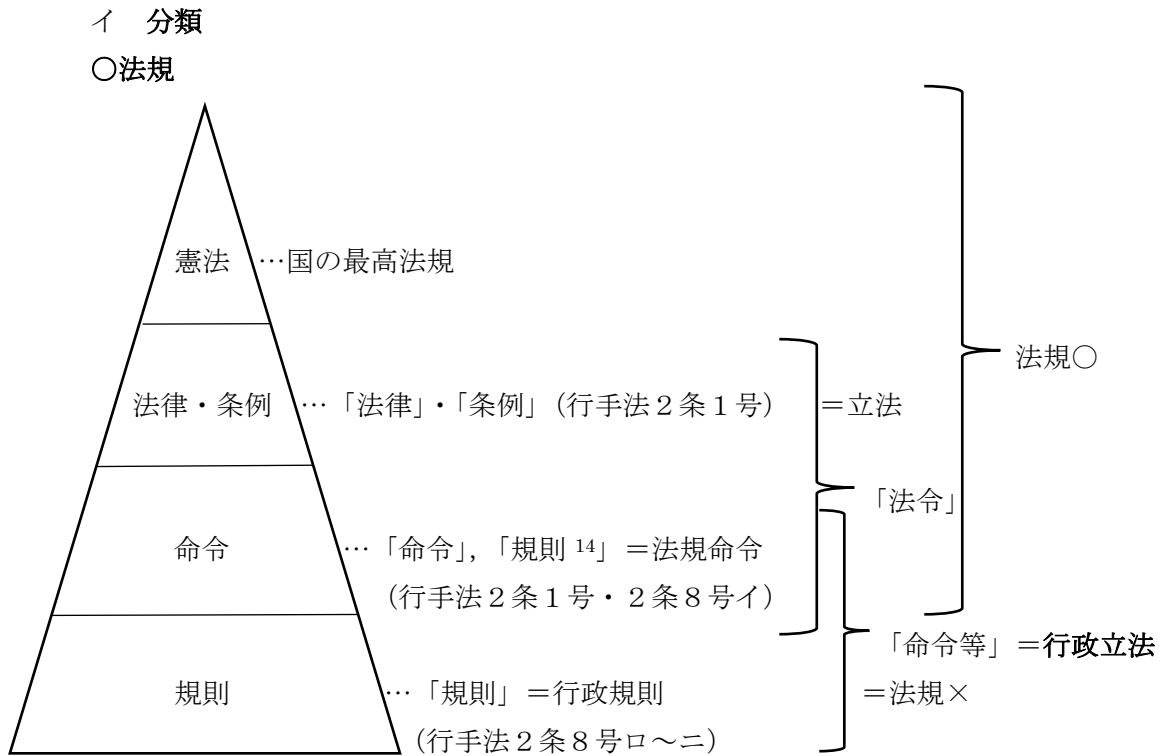 イ 分類
〇法規
憲法 …国の最高法規
法規〇
法律・条例 …「法律」・「条例」(行手法2条1号) =立法
「法令」
命令 …「命令」,「規則14」=法規命令
(行手法2条1号・2条8号イ)
「命令等」=行政立法
規則 …「規則」=行政規則 =法規×
(行手法2条8号ロ~ニ)